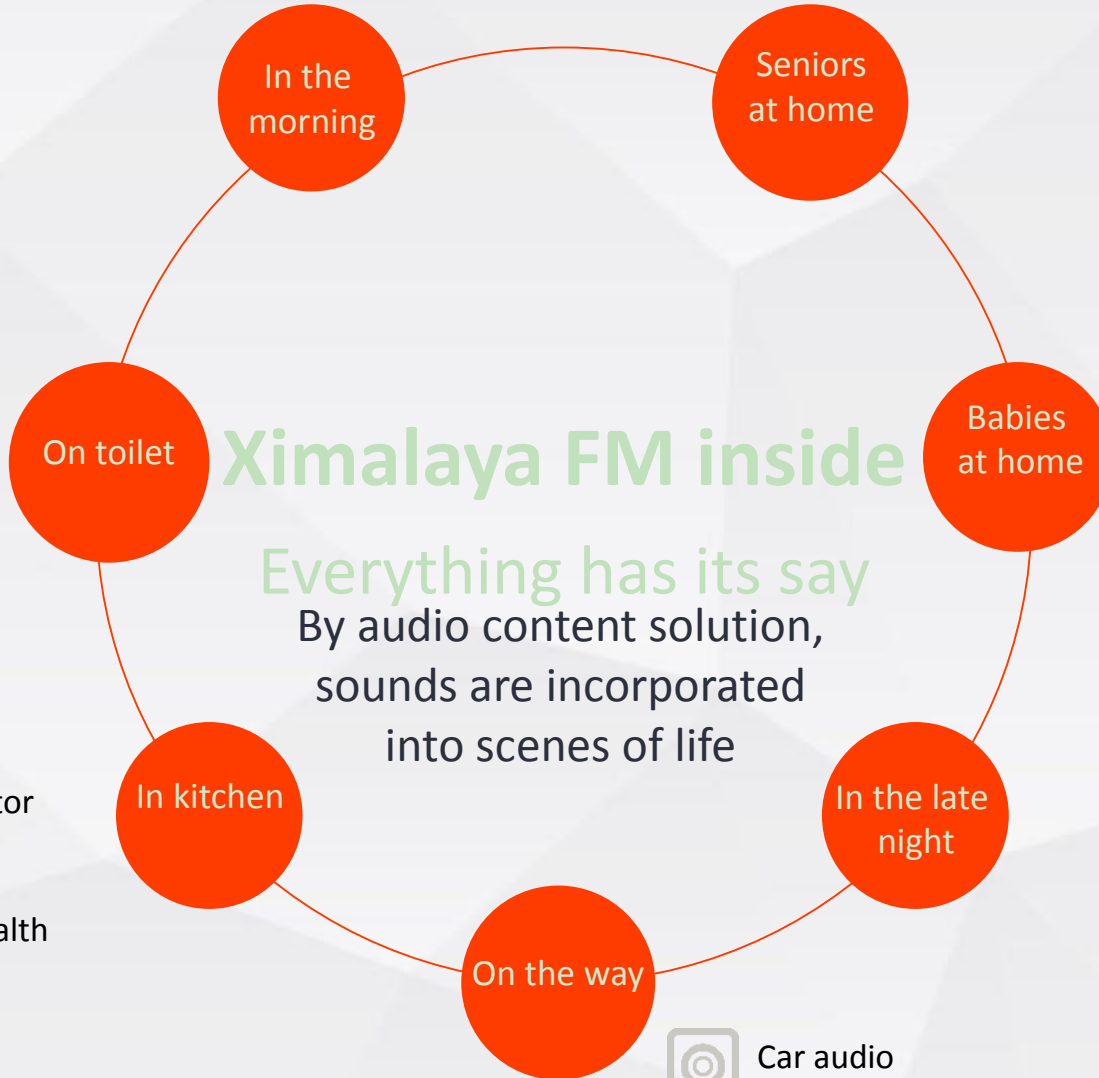 In the
morning
Seniors
at home
On toilet
Babies
at home
Ximalaya FM inside
Everything has its say
By audio content solution,
sounds are incorporated
into scenes of life
In kitchen
In the late
night
On the way
Car audio